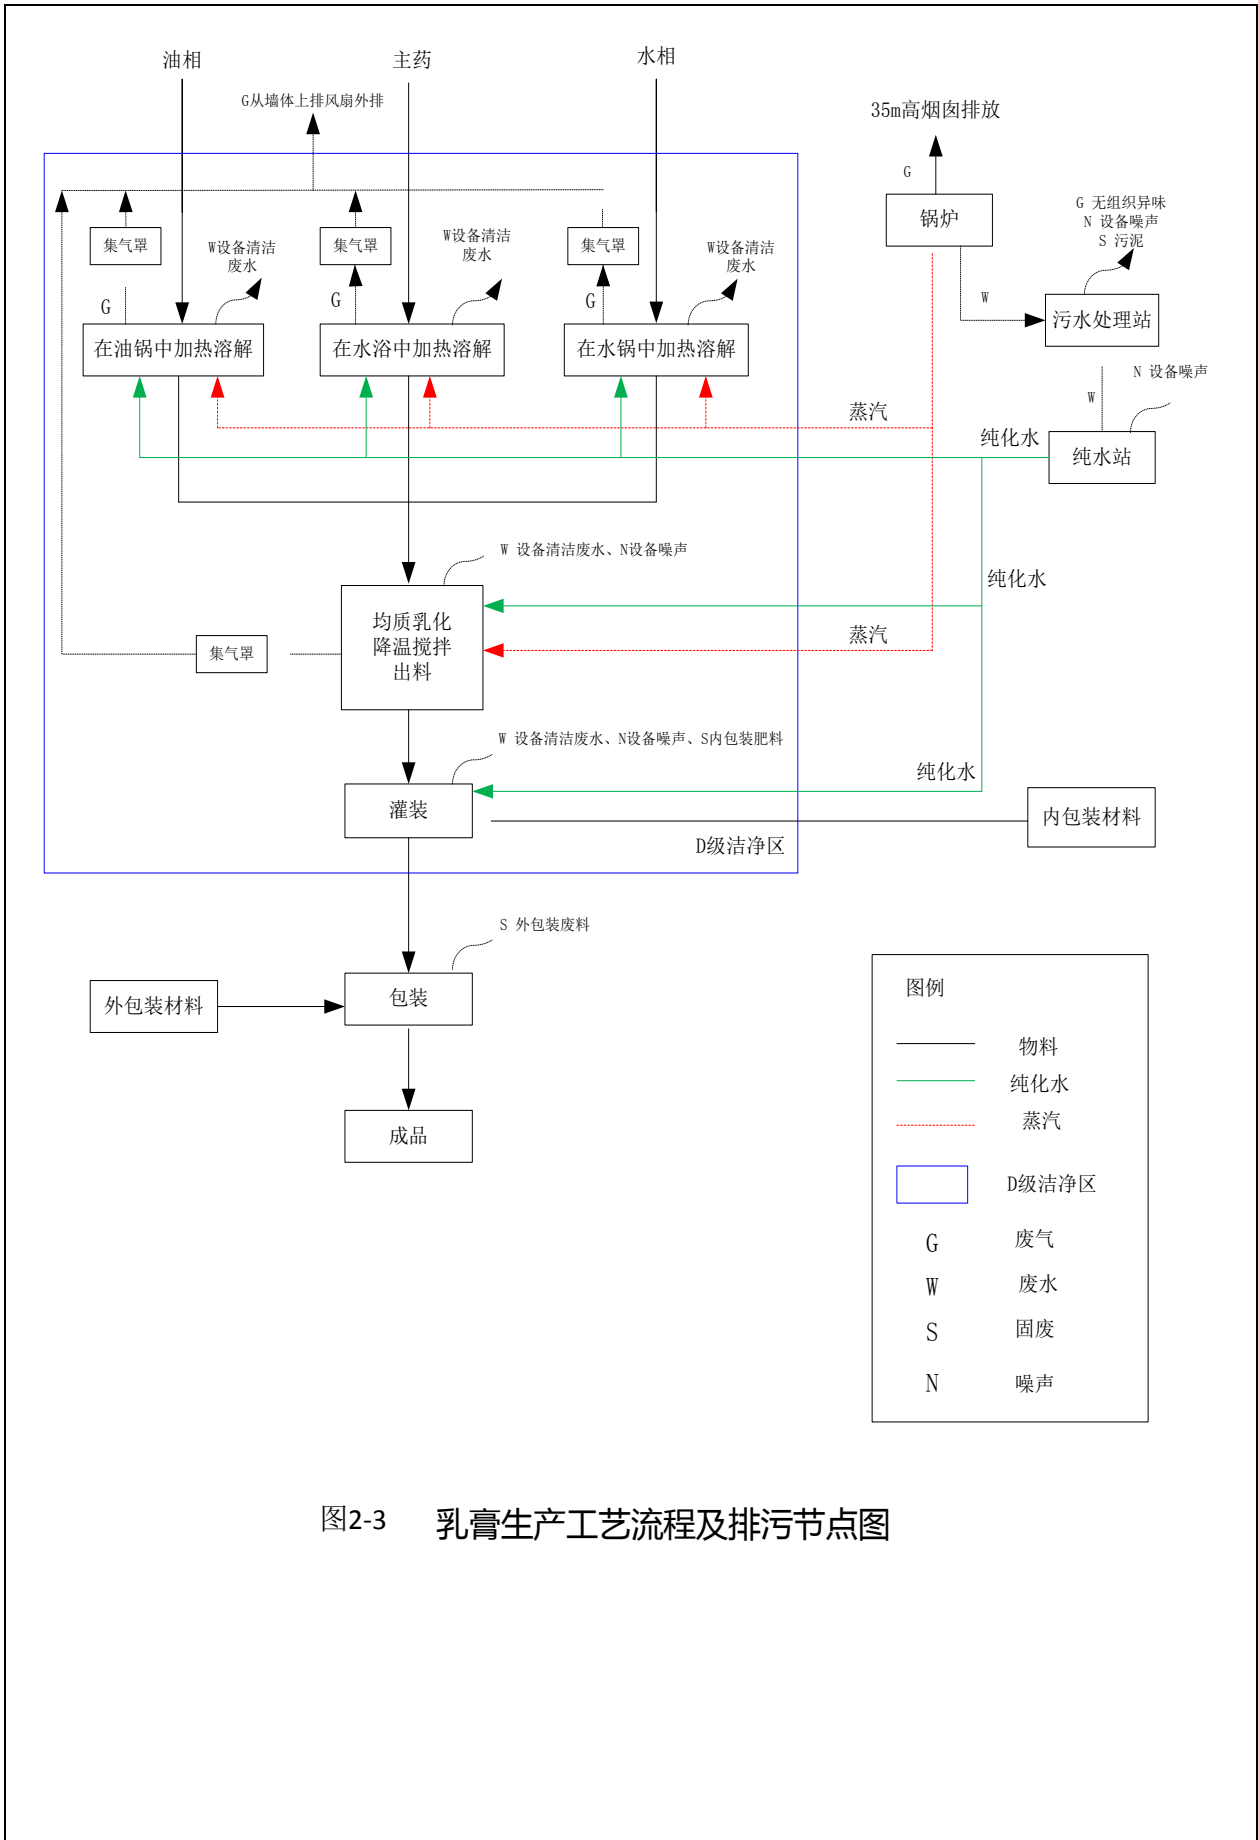 油相
主药
水相
G从墙体上排风扇外排
35m高烟囱排放
G
锅炉
G 无组织异味
N 设备噪声
S 污泥
集气罩
W设备清洁
废水
集气罩
W设备清洁
废水
集气罩
W设备清洁
废水
G
G
G
W
污水处理站
在油锅中加热溶解
在水浴中加热溶解
在水锅中加热溶解
W
N 设备噪声
蒸汽
纯化水
纯水站
W 设备清洁废水、N设备噪声
纯化水
均质乳化
降温搅拌
出料
蒸汽
集气罩
W 设备清洁废水、N设备噪声、S内包装肥料
纯化水
灌装
内包装材料
D级洁净区
S 外包装废料
外包装材料
包装
成品
图例
物料
纯化水
蒸汽
D级洁净区
G 废气
W 废水
S 固废
N 噪声
图2-3 乳膏生产工艺流程及排污节点图